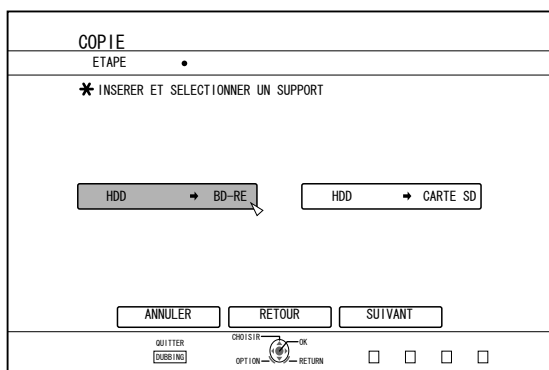 COPIE
ETAPE
INSERER ET SELECTIONNER UN SUPPORT
HDD ➡ BD-RE
HDD ➡ CARTE SD
ANNULER
RETOUR
SUIVANT
QUITTER
DUBBING
CHOISIR
OK
OPTION
RETURN